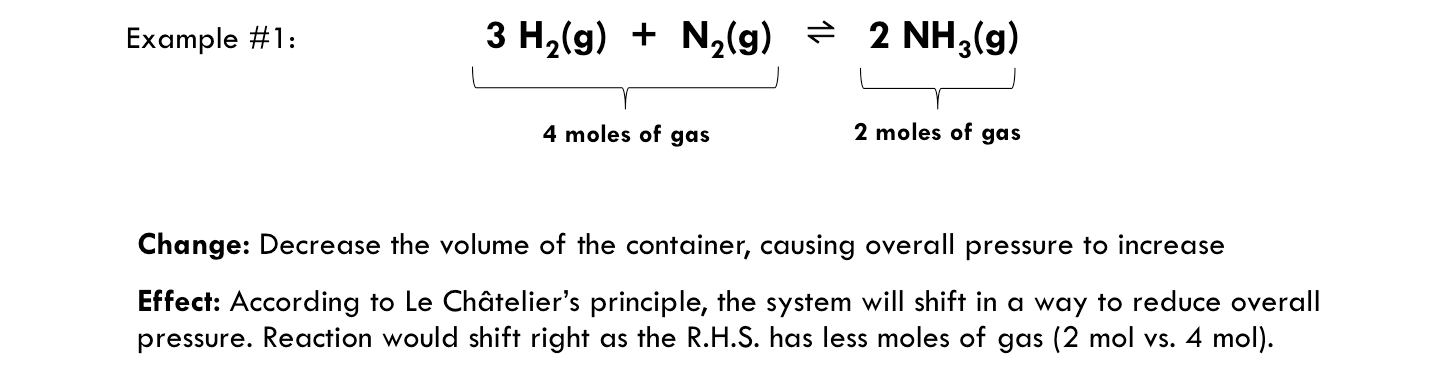 Example #1: 3 H₂(g) + N₂(g) ⇌ 2 NH₃(g)
4 moles of gas 2 moles of gas
Change: Decrease the volume of the container, causing overall pressure to increase
Effect: According to Le Châtelier’s principle, the system will shift in a way to reduce overall
pressure. Reaction would shift right as the R.H.S. has less moles of gas (2 mol vs. 4 mol).